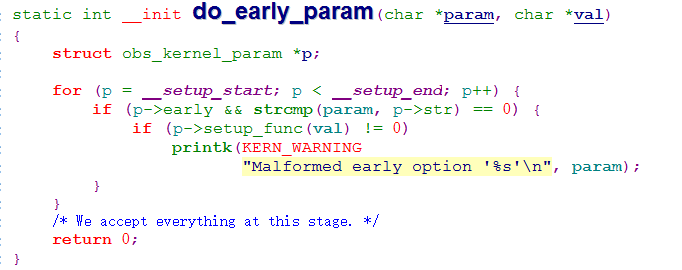 static int __init do_early_param(char *param, char *val)
{
    struct obs_kernel_param *p;

    for (p = __setup_start; p < __setup_end; p++) {
        if (p->early && strcmp(param, p->str) == 0) {
            if (p->setup_func(val) != 0)
                printk(KERN_WARNING
                       "Malformed early option '%s'\n", param);
        }
    }
    /* We accept everything at this stage. */
    return 0;
}